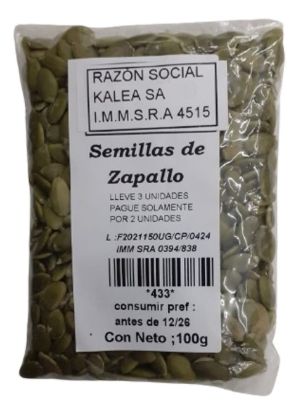 RAZÓN SOCIAL
KALEA SA
I.M.M.S.R.A 4515
Semillas de
Zapallo
LLEVE 3 UNIDADES
PAGUE SOLAMENTE
POR 2 UNIDADES
L :F2021150UG/CP/0424
IMM SRA 0394/838
*433*
consumir pref :
antes de 12/26
Con Neto ;100g